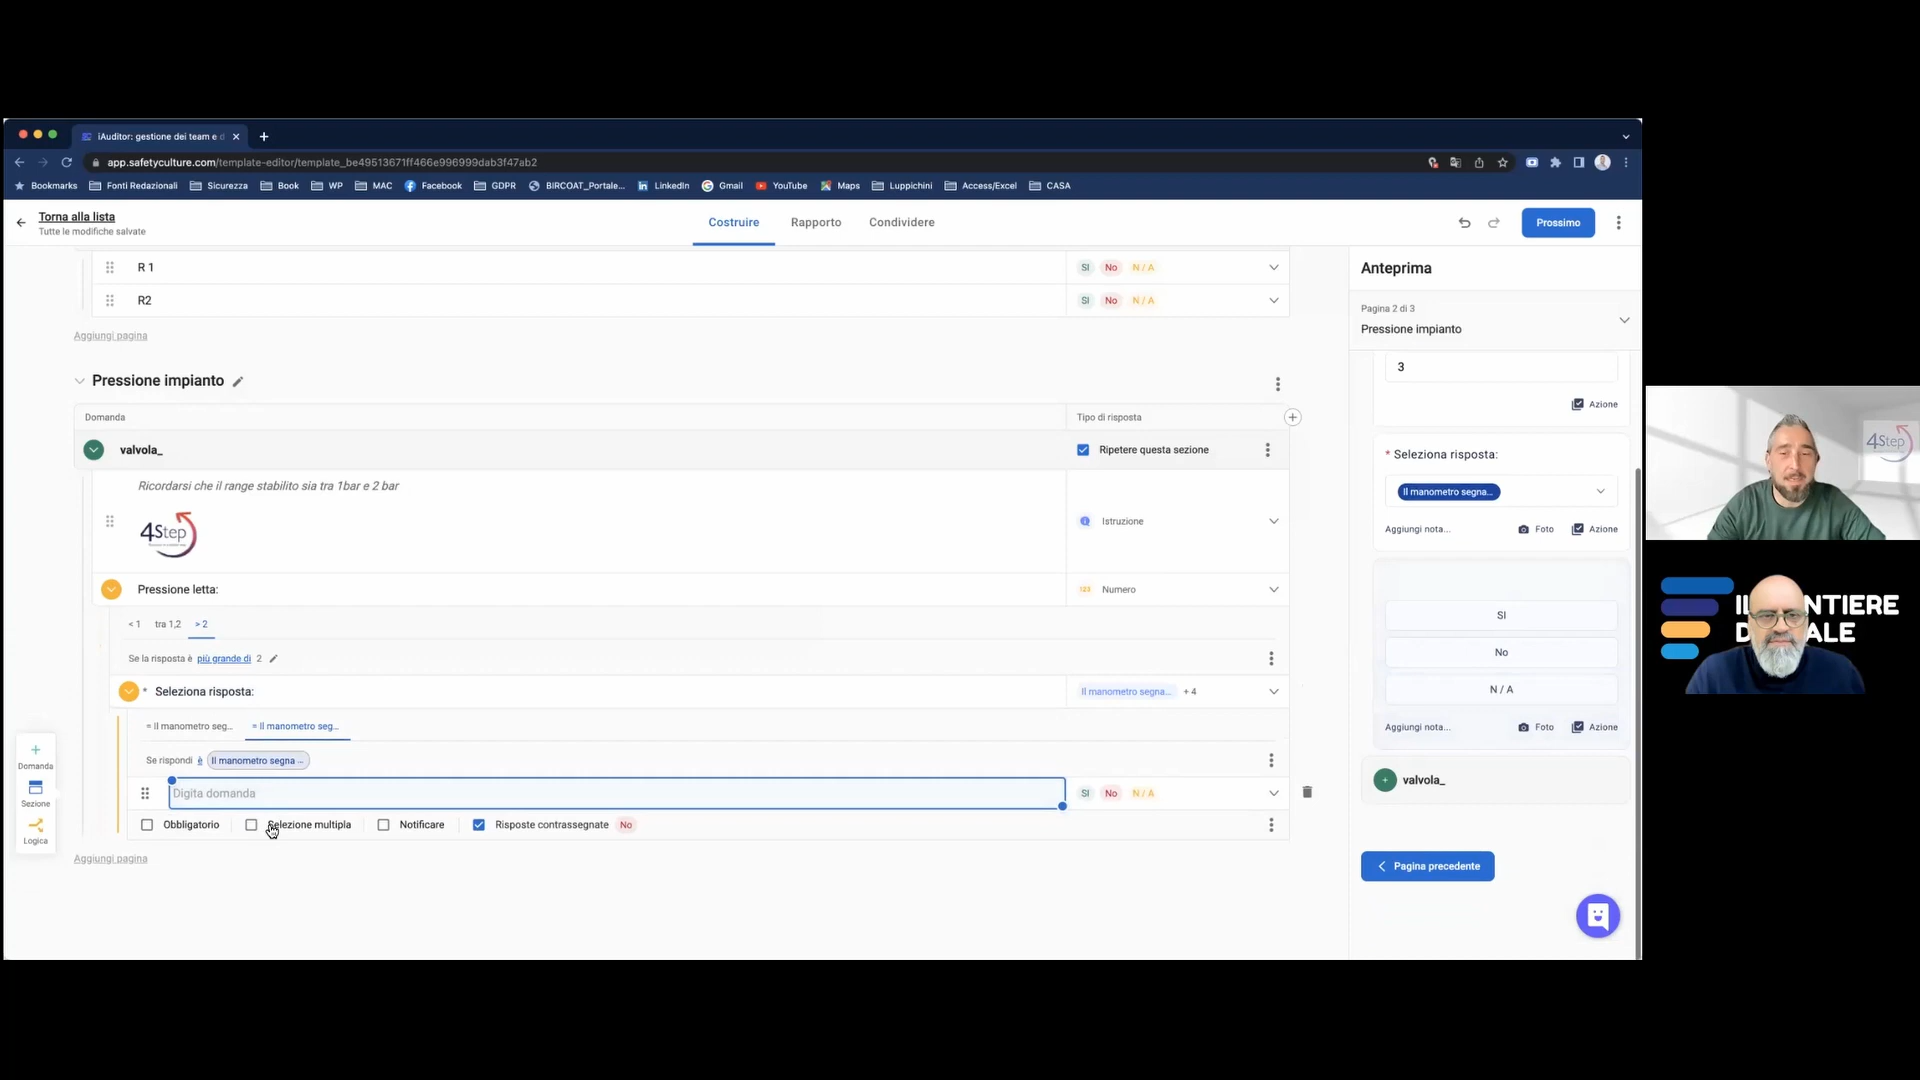 iAuditor: gestione dei team e d
app.safetyculture.com/template-editor/template_be49513671ff466e996999dab3f47ab2
Bookmarks Fonti Redazionali Sicurezza Book WP MAC Facebook GDPR BIRCOAT_Portale... LinkedIn Gmail YouTube Maps Luppichini Access/Excel CASA
Torna alla lista
Tutte le modifiche salvate
Costruire Rapporto Condividere
Prossimo
R 1 SI No N / A
R2 SI No N / A
Aggiungi pagina
Pressione impianto
Domanda Tipo di risposta
valvola_ Ripetere questa sezione
Ricordarsi che il range stabilito sia tra 1bar e 2 bar
4Step
Istruzione
Pressione letta: 123 Numero
< 1 tra 1,2 > 2
Se la risposta è più grande di 2
* Seleziona risposta: Il manometro segna... + 4
= Il manometro seg... = Il manometro seg...
Se rispondi è Il manometro segna ...
Digita domanda SI No N / A
Obbligatorio Selezione multipla Notificare Risposte contrassegnate No
Aggiungi pagina
Domanda
Sezione
Logica
Anteprima
Pagina 2 di 3
Pressione impianto
3
Azione
* Seleziona risposta:
Il manometro segna...
Aggiungi nota... Foto Azione
SI
No
N / A
Aggiungi nota... Foto Azione
valvola_
Pagina precedente
4Step